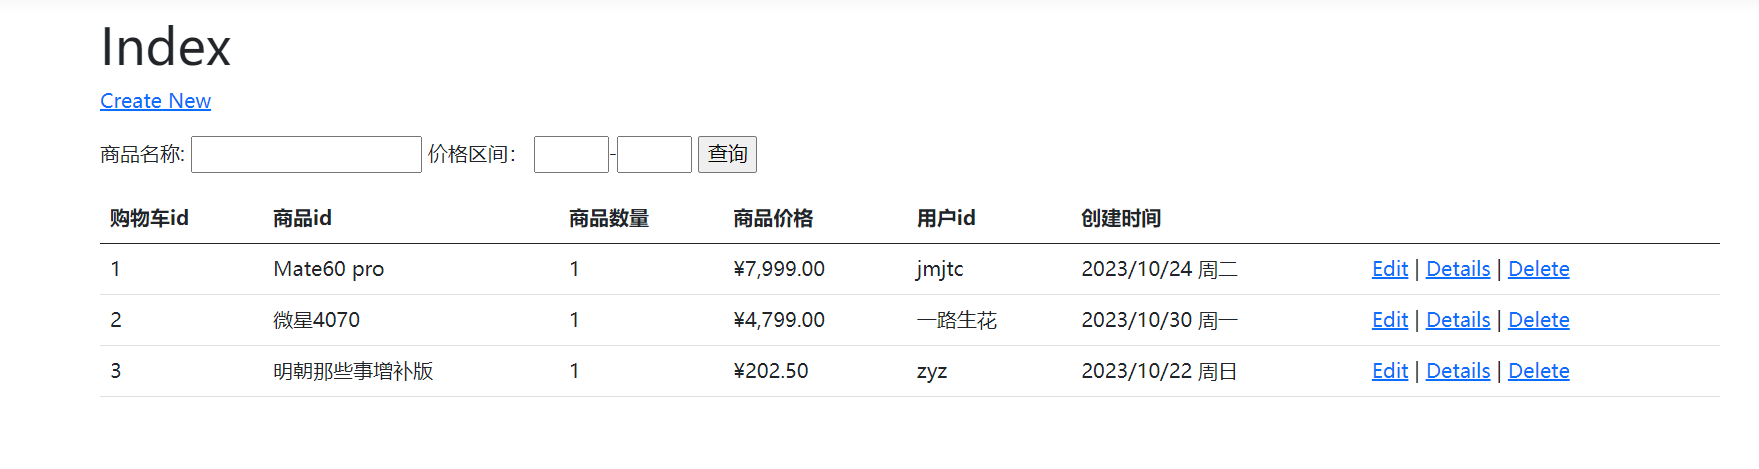 Index
Create New
商品名称: 价格区间： - 查询
购物车id 商品id 商品数量 商品价格 用户id 创建时间
1 Mate60 pro 1 ¥7,999.00 jmjtc 2023/10/24 周二 Edit | Details | Delete
2 微星4070 1 ¥4,799.00 一路生花 2023/10/30 周一 Edit | Details | Delete
3 明朝那些事增补版 1 ¥202.50 zyz 2023/10/22 周日 Edit | Details | Delete